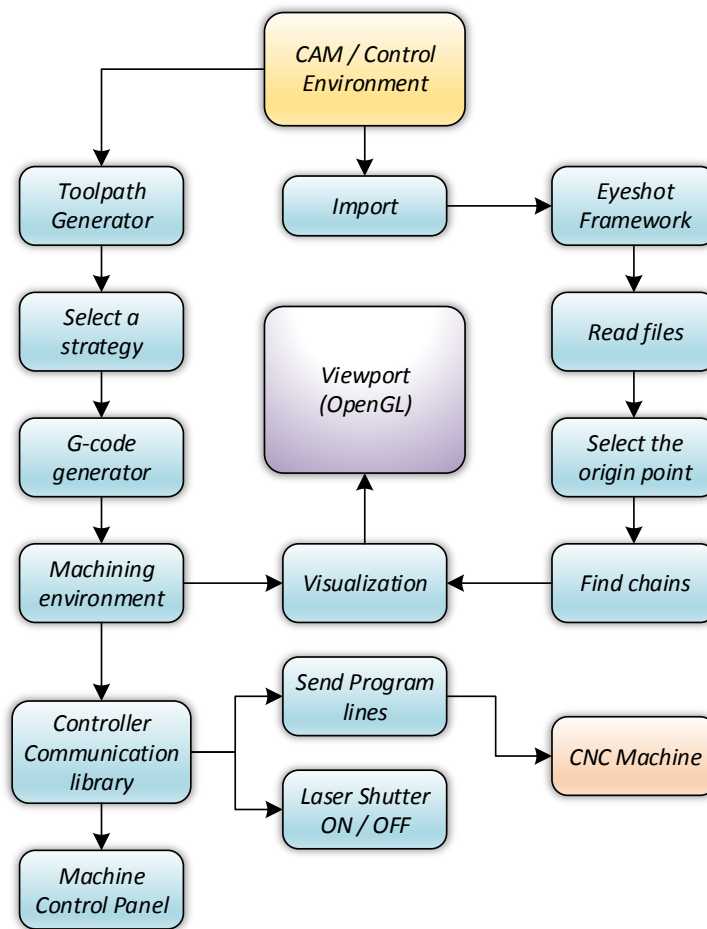 CAM / Control
Environment
Toolpath
Generator
Import
Eyeshot
Framework
Select a
strategy
Viewport
(OpenGL)
Read files
G-code
generator
Select the
origin point
Machining
environment
Visualization
Find chains
Controller
Communication
library
Send Program
lines
CNC Machine
Laser Shutter
ON / OFF
Machine
Control Panel